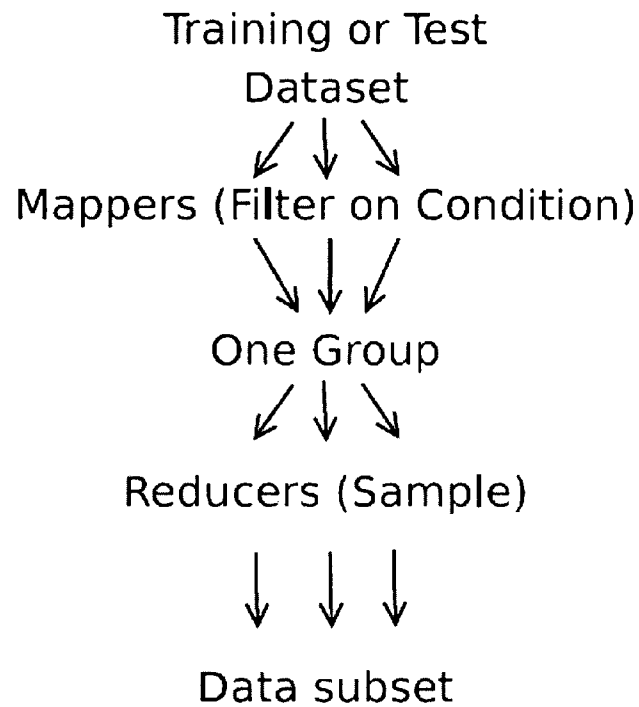 Training or Test
Dataset
Mappers (Filter on Condition)
One Group
Reducers (Sample)
Data subset